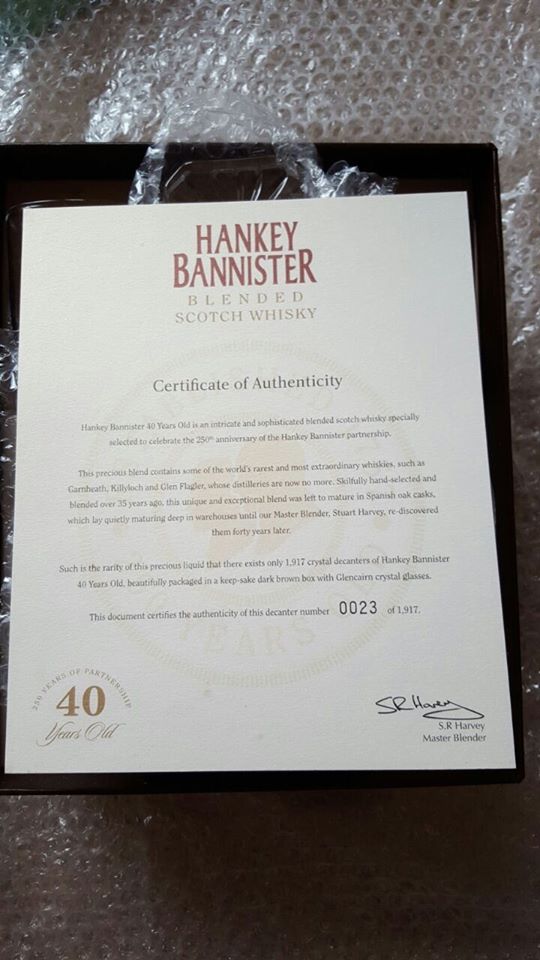 HANKEY
BANNISTER
BLENDED
SCOTCH WHISKY
Certificate of Authenticity
Hankey Bannister 40 Years Old is an intricate and sophisticated blended scotch whisky specially
selected to celebrate the 250th anniversary of the Hankey Bannister partnership.
This precious blend contains some of the world's rarest and most extraordinary whiskies, such as
Garnheath, Killyloch and Glen Flagler, whose distilleries are now no more. Skilfully hand-selected and
blended over 35 years ago, this unique and exceptional blend was left to mature in Spanish oak casks,
which lay quietly maturing deep in warehouses until our Master Blender, Stuart Harvey, re-discovered
them forty years later.
Such is the rarity of this precious liquid that there exists only 1,917 crystal decanters of Hankey Bannister
40 Years Old, beautifully packaged in a keep-sake dark brown box with Glencairn crystal glasses.
This document certifies the authenticity of this decanter number 0023 of 1,917.
YEARS
250 YEARS OF PARTNERSHIP
40
Years Old
SR Harvey
S.R Harvey
Master Blender